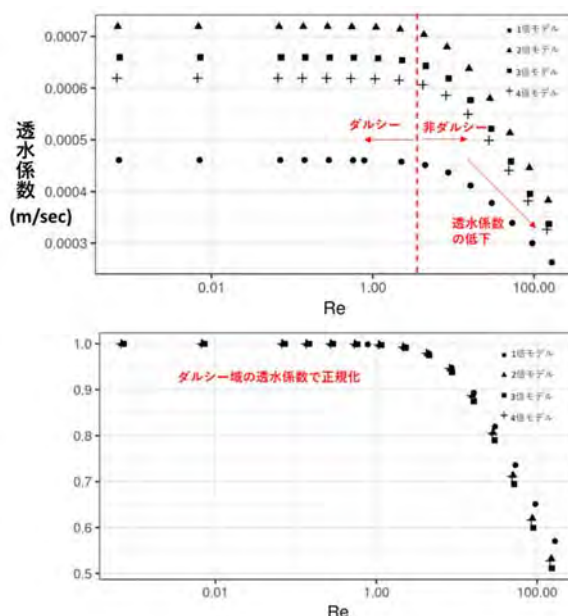 0.0007
0.0006
0.0005
0.0004
0.0003
透水係数
(m/sec)
1倍モデル
2倍モデル
3倍モデル
4倍モデル
ダルシー
非ダルシー
透水係数
の低下
0.01
1.00
100.00
Re
1.0
0.9
0.8
0.7
0.6
0.5
ダルシー域の透水係数で正規化
1倍モデル
2倍モデル
3倍モデル
4倍モデル
0.01
1.00
100.00
Re